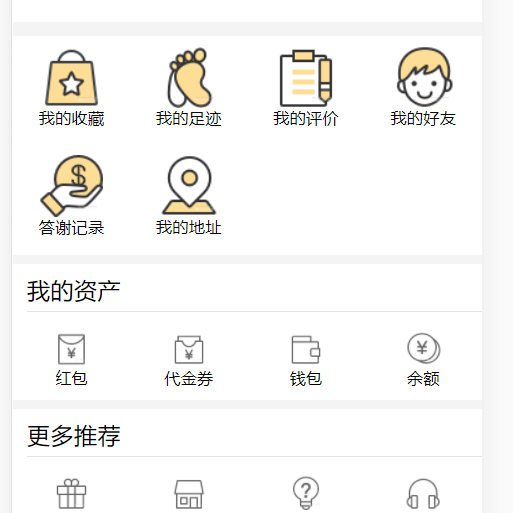 我的收藏 我的足迹 我的评价 我的好友
答谢记录 我的地址
我的资产
红包 代金券 钱包 余额
更多推荐